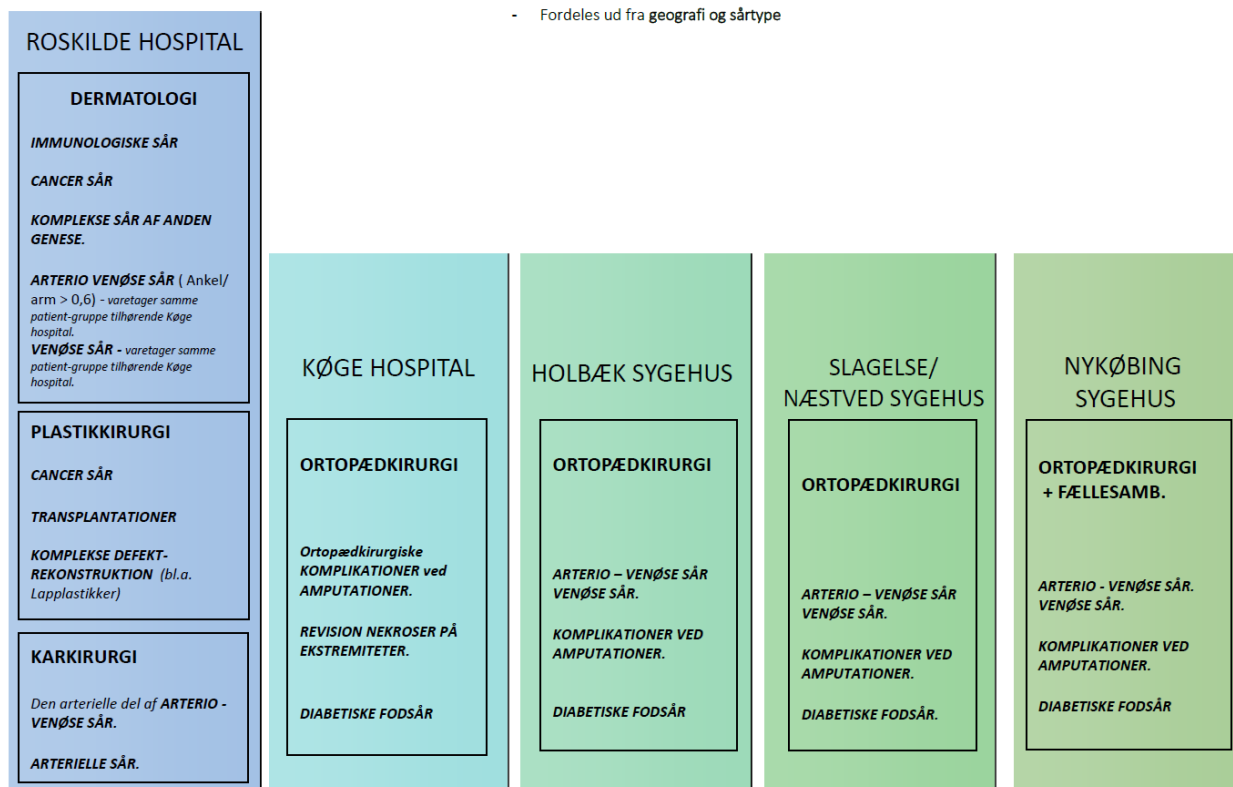 - Fordeles ud fra geografi og sårtype
ROSKILDE HOSPITAL
DERMATOLOGI
IMMUNOLOGISKE SÅR
CANCER SÅR
KOMPLEKSE SÅR AF ANDEN
GENESE.
ARTERIO VENØSE SÅR ( Ankel/
arm > 0,6) - varetager samme
patient-gruppe tilhørende Køge
hospital.
VENØSE SÅR - varetager samme
patient-gruppe tilhørende Køge
hospital.
PLASTIKKIRURGI
CANCER SÅR
TRANSPLANTATIONER
KOMPLEKSE DEFEKT-
REKONSTRUKTION (bl.a.
Lapplastikker)
KARKIRURGI
Den arterielle del af ARTERIO -
VENØSE SÅR.
ARTERIELLE SÅR.
KØGE HOSPITAL
ORTOPÆDKIRURGI
Ortopædkirurgiske
KOMPLIKATIONER ved
AMPUTATIONER.
REVISION NEKROSER PÅ
EKSTREMITETER.
DIABETISKE FODSÅR
HOLBÆK SYGEHUS
ORTOPÆDKIRURGI
ARTERIO – VENØSE SÅR
VENØSE SÅR.
KOMPLIKATIONER VED
AMPUTATIONER.
DIABETISKE FODSÅR
SLAGELSE/
NÆSTVED SYGEHUS
ORTOPÆDKIRURGI
ARTERIO – VENØSE SÅR
VENØSE SÅR.
KOMPLIKATIONER VED
AMPUTATIONER.
DIABETISKE FODSÅR.
NYKØBING
SYGEHUS
ORTOPÆDKIRURGI
+ FÆLLESAMB.
ARTERIO - VENØSE SÅR.
VENØSE SÅR.
KOMPLIKATIONER VED
AMPUTATIONER.
DIABETISKE FODSÅR